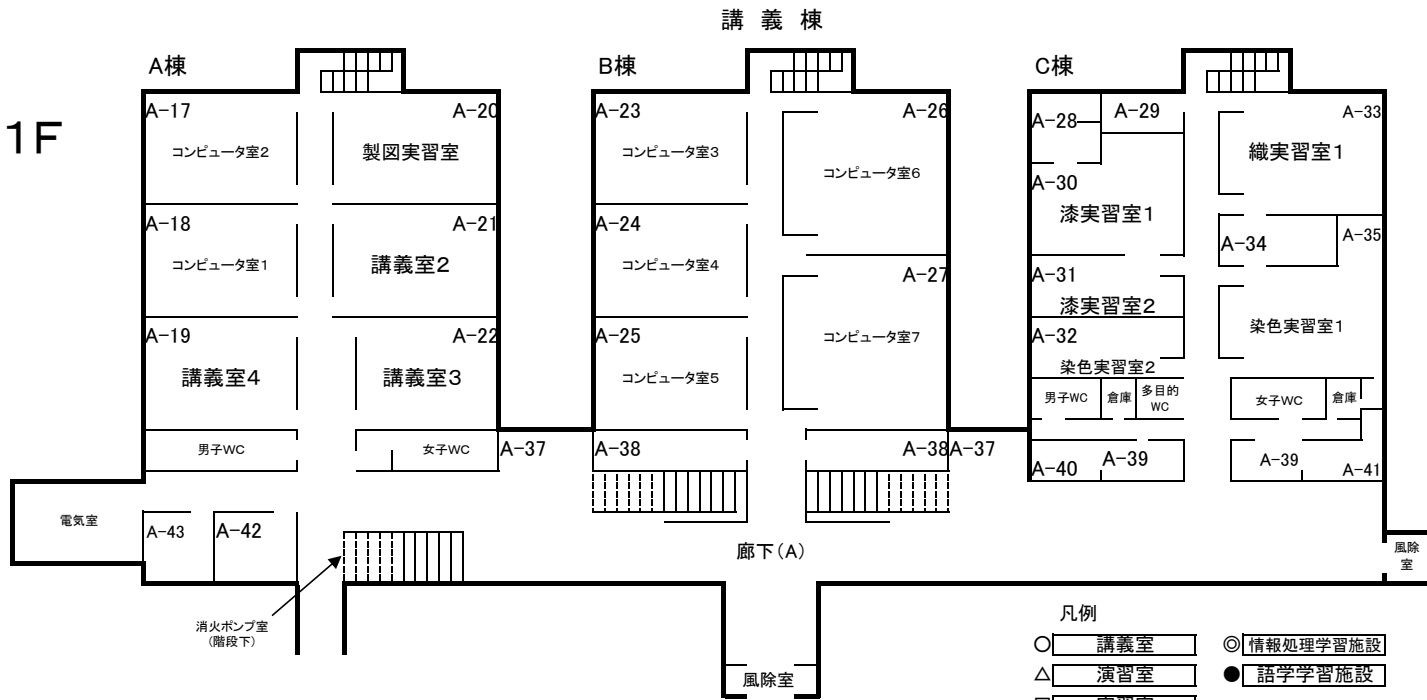 講 義 棟
1F
A棟
A-17
コンピュータ室2
A-20
製図実習室
A-18
コンピュータ室1
A-21
講義室2
A-19
講義室4
A-22
講義室3
男子WC
女子WC
A-37
電気室
A-43
A-42
消火ポンプ室
(階段下)
B棟
A-23
コンピュータ室3
A-26
コンピュータ室6
A-24
コンピュータ室4
A-27
コンピュータ室7
A-25
コンピュータ室5
A-38
A-38
A-37
廊下(A)
風除室
C棟
A-28
A-29
A-33
織実習室1
A-30
漆実習室1
A-34
A-35
A-31
漆実習室2
染色実習室1
A-32
染色実習室2
男子WC
倉庫
多目的
WC
女子WC
倉庫
A-40
A-39
A-39
A-41
風除
室
凡例
○ 講義室
◎ 情報処理学習施設
△ 演習室
● 語学学習施設